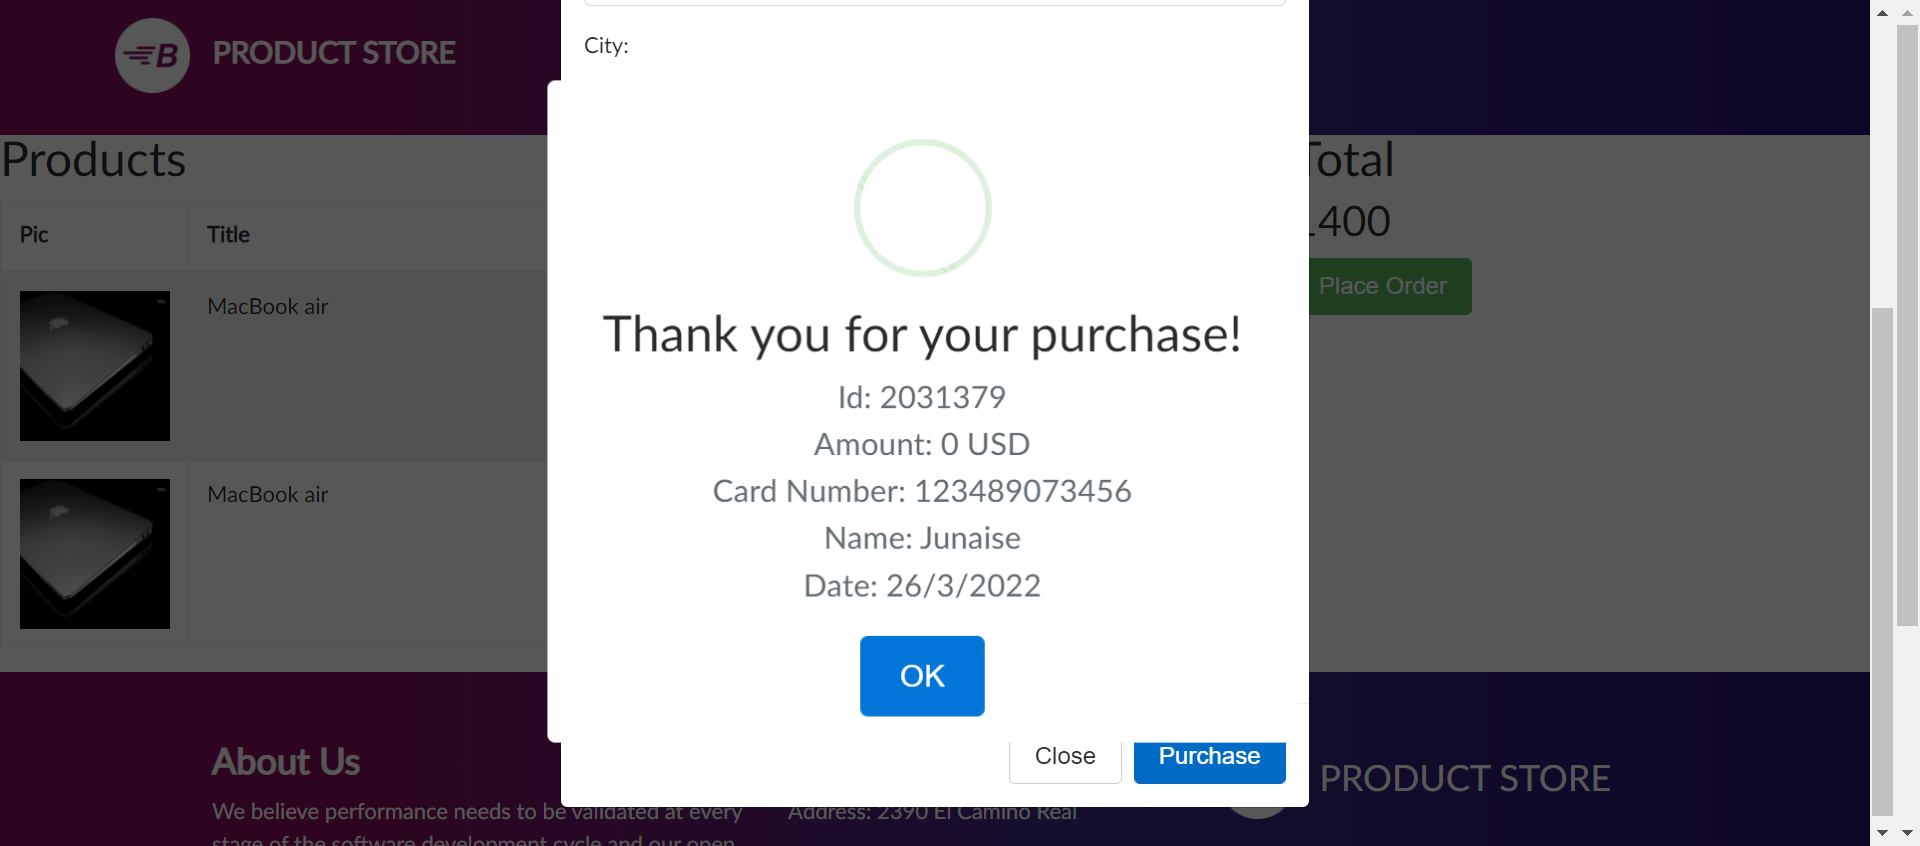 B PRODUCT STORE
City:
Products
Total
1400
Place Order
Pic Title
MacBook air
MacBook air
Thank you for your purchase!
Id: 2031379
Amount: 0 USD
Card Number: 123489073456
Name: Junaise
Date: 26/3/2022
OK
Close Purchase
About Us
We believe performance needs to be validated at every
stage of the software development cycle and our open
Address: 2390 El Camino Real
PRODUCT STORE